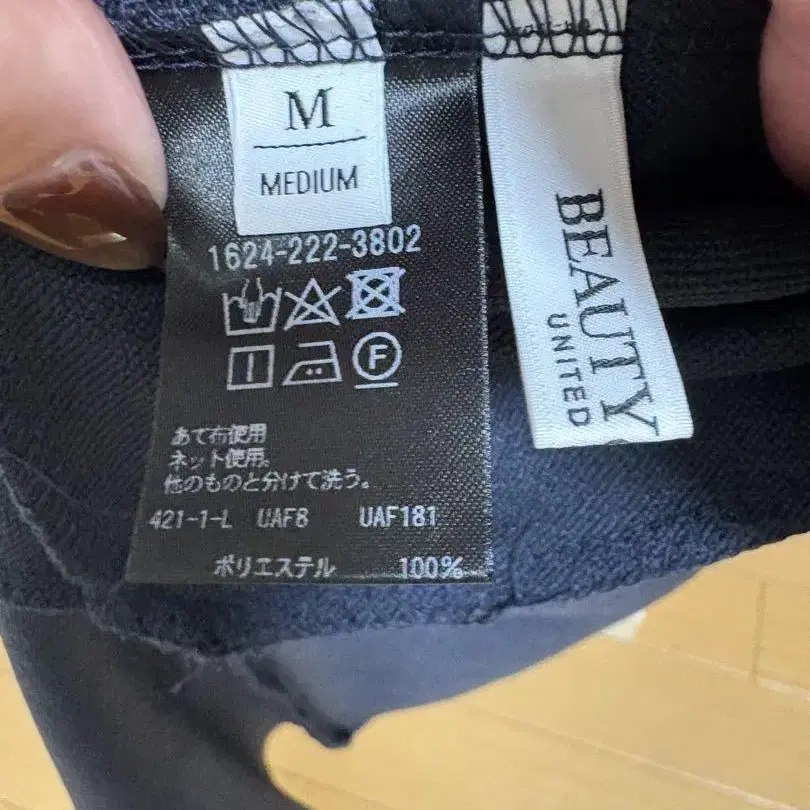 M
MEDIUM
1624-222-3802
F
あて布使用
ネット使用。
他のものと分けて洗う。
421-1-L UAF8 UAF181
ポリエステル 100%
BEAUTY
UNITED